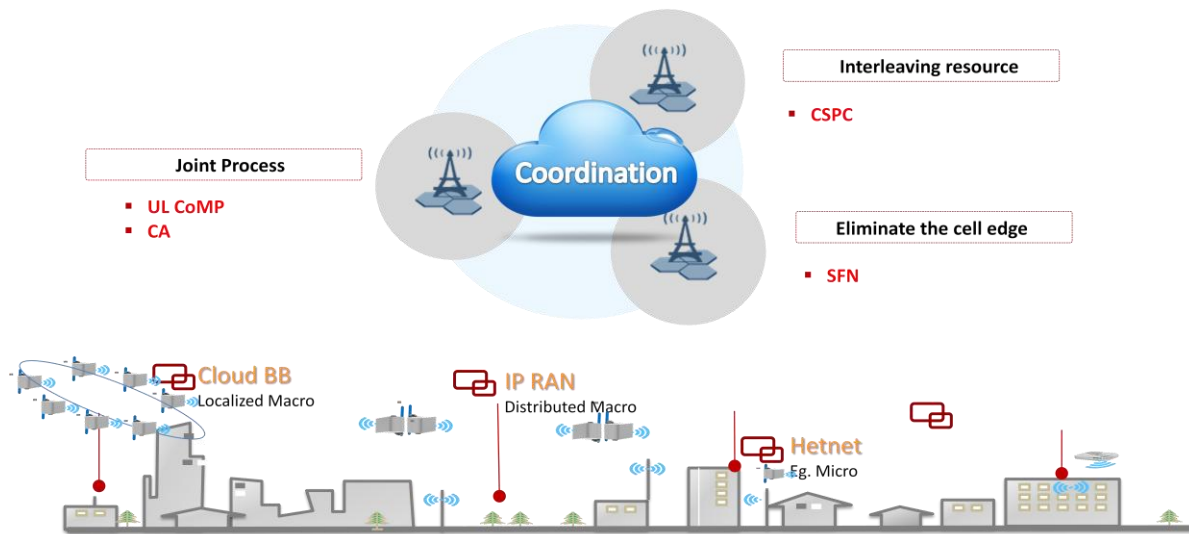 Interleaving resource
CSPC
Joint Process
UL CoMP
CA
Coordination
Eliminate the cell edge
SFN
Cloud BB
Localized Macro
IP RAN
Distributed Macro
Hetnet
Eg. Micro